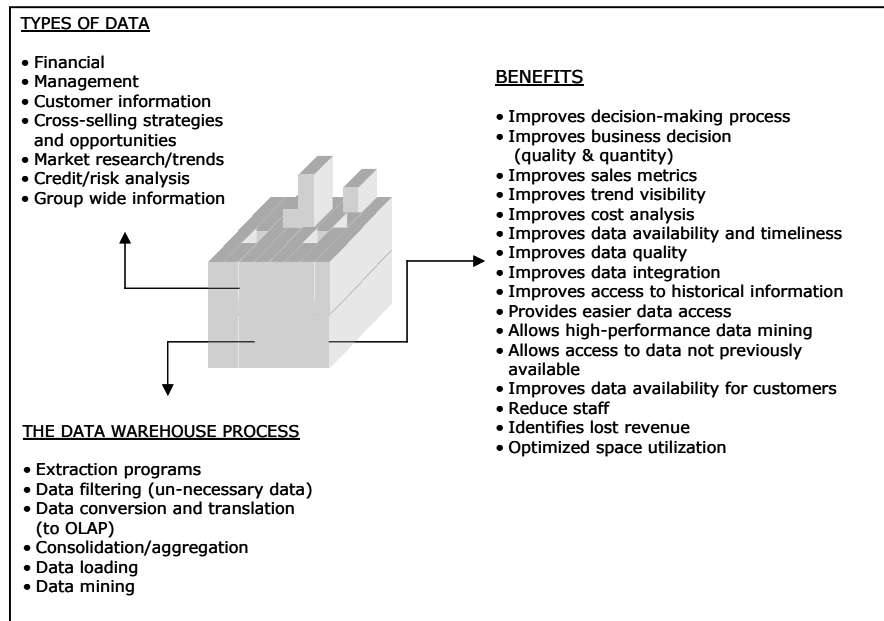 TYPES OF DATA
• Financial
• Management
• Customer information
• Cross-selling strategies
and opportunities
• Market research/trends
• Credit/risk analysis
• Group wide information
BENEFITS
• Improves decision-making process
• Improves business decision
(quality & quantity)
• Improves sales metrics
• Improves trend visibility
• Improves cost analysis
• Improves data availability and timeliness
• Improves data quality
• Improves data integration
• Improves access to historical information
• Provides easier data access
• Allows high-performance data mining
• Allows access to data not previously
available
• Improves data availability for customers
• Reduce staff
• Identifies lost revenue
• Optimized space utilization
THE DATA WAREHOUSE PROCESS
• Extraction programs
• Data filtering (un-necessary data)
• Data conversion and translation
(to OLAP)
• Consolidation/aggregation
• Data loading
• Data mining